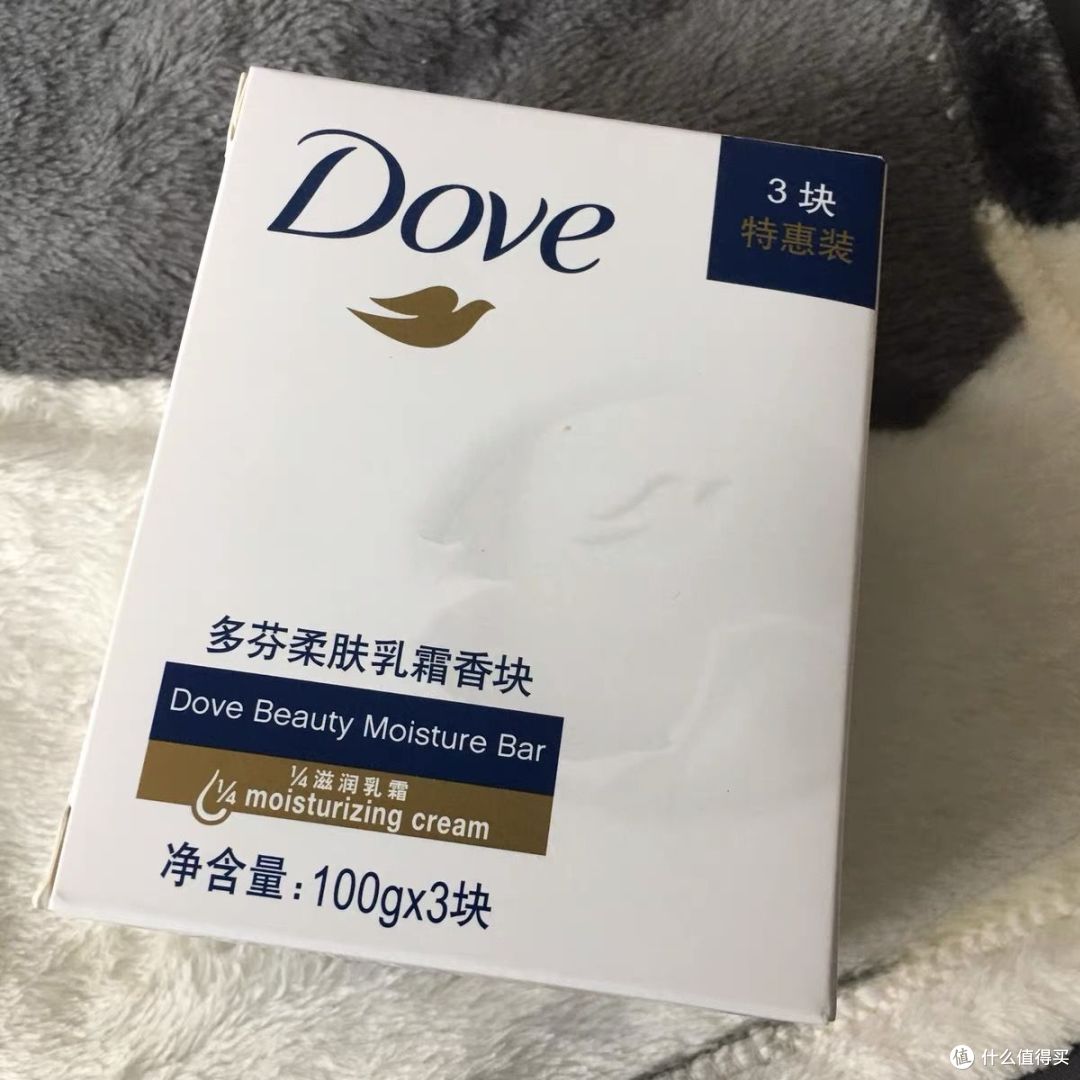 Dove
3块
特惠装
多芬柔肤乳霜香块
Dove Beauty Moisture Bar
1/4滋润乳霜
1/4 moisturizing cream
净含量:100gx3块
值 什么值得买